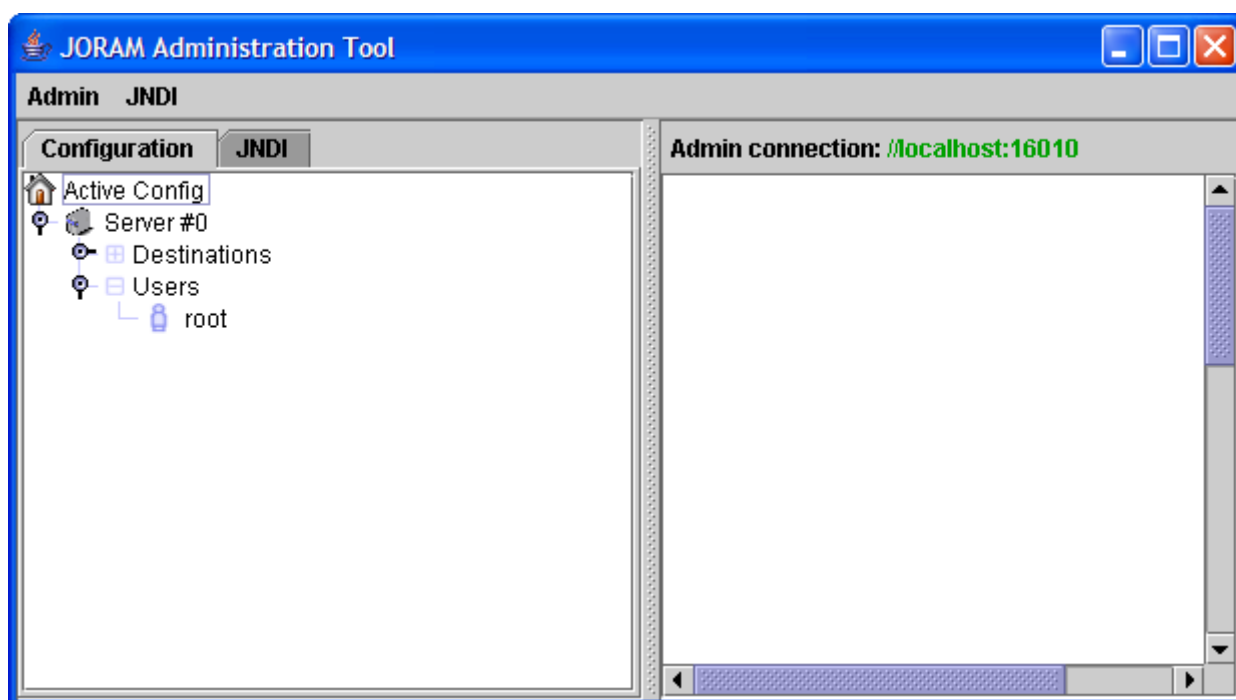 JORAM Administration Tool
Admin JNDI
Configuration JNDI
Admin connection: //localhost:16010
Active Config
Server #0
Destinations
Users
root